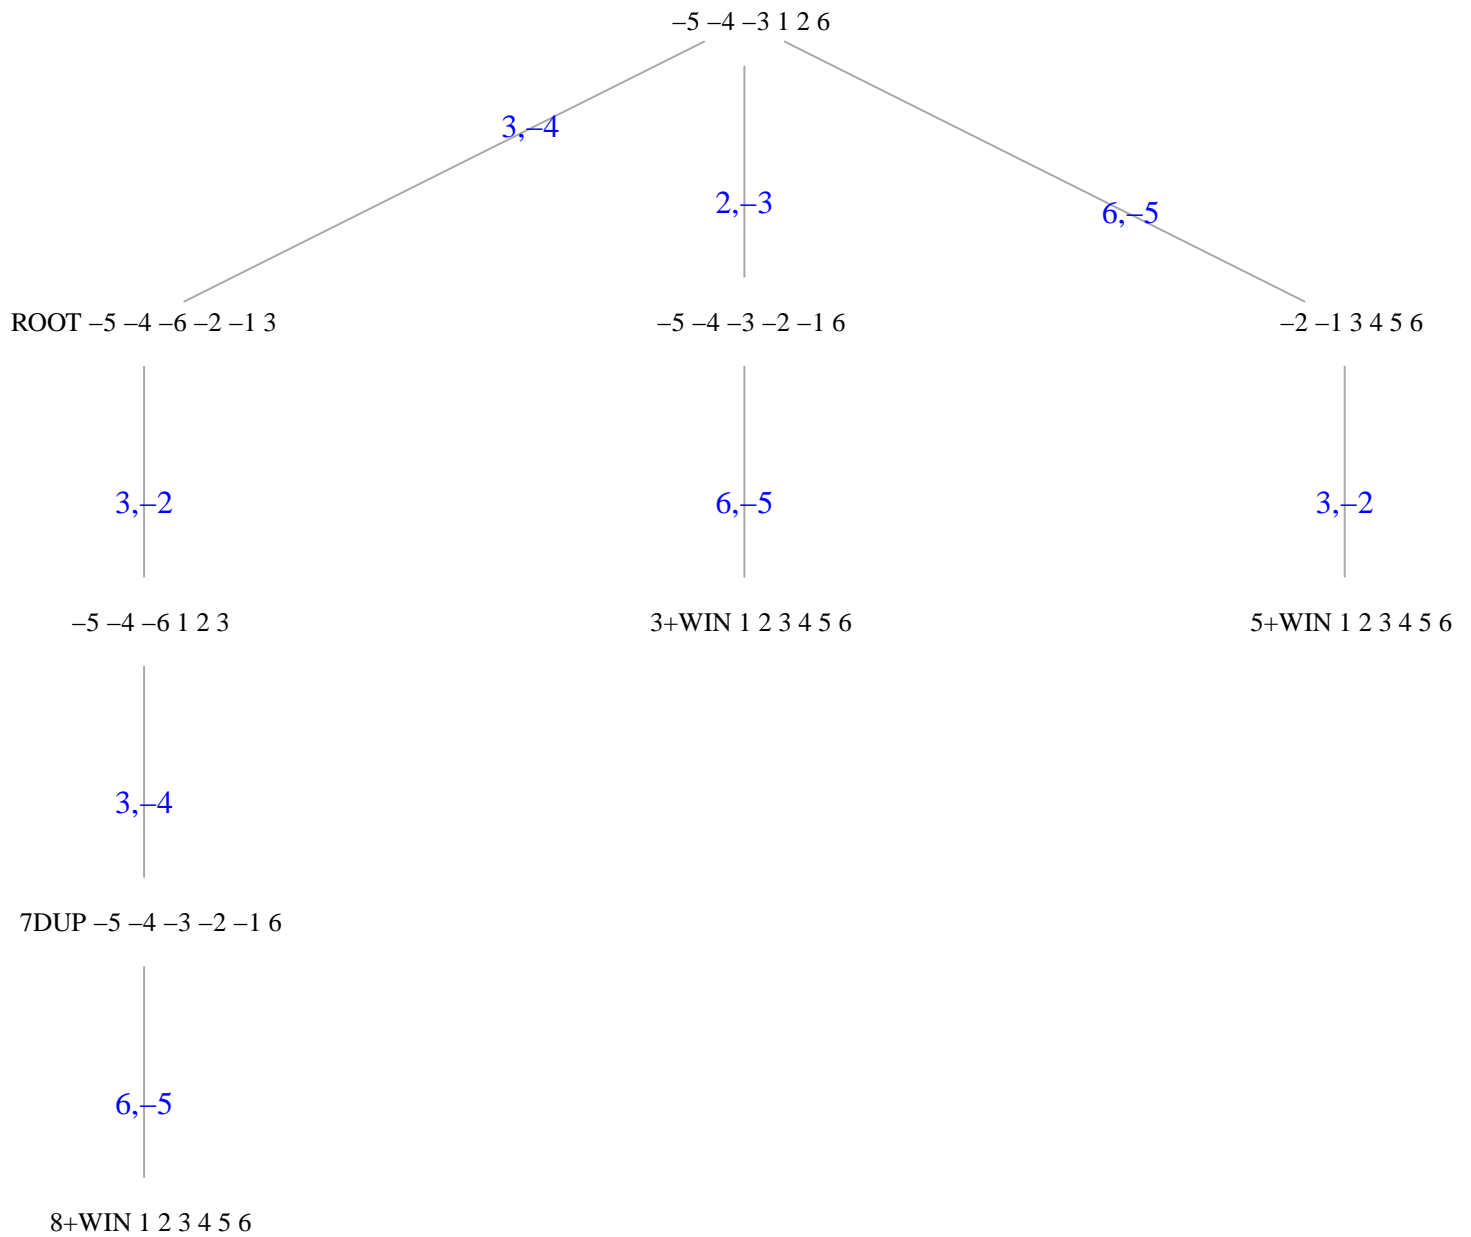 –5 –4 –3 1 2 6
3,–4
2,–3
6,–5
ROOT –5 –4 –6 –2 –1 3
–5 –4 –3 –2 –1 6
–2 –1 3 4 5 6
3,–2
6,–5
3,–2
–5 –4 –6 1 2 3
3+WIN 1 2 3 4 5 6
5+WIN 1 2 3 4 5 6
3,–4
7DUP –5 –4 –3 –2 –1 6
6,–5
8+WIN 1 2 3 4 5 6